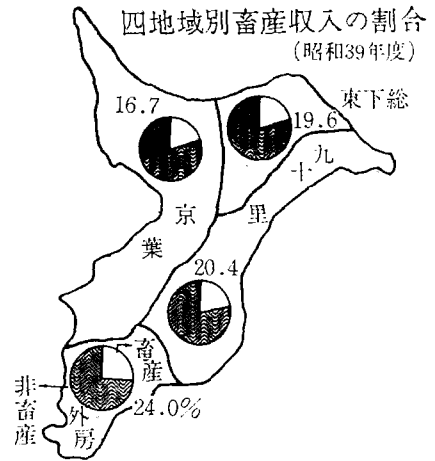 四地域別畜産収入の割合
(昭和39年度)
16.7
19.6
東下総
九十
里
京
葉
20.4
畜産
非畜産
24.0%
外房